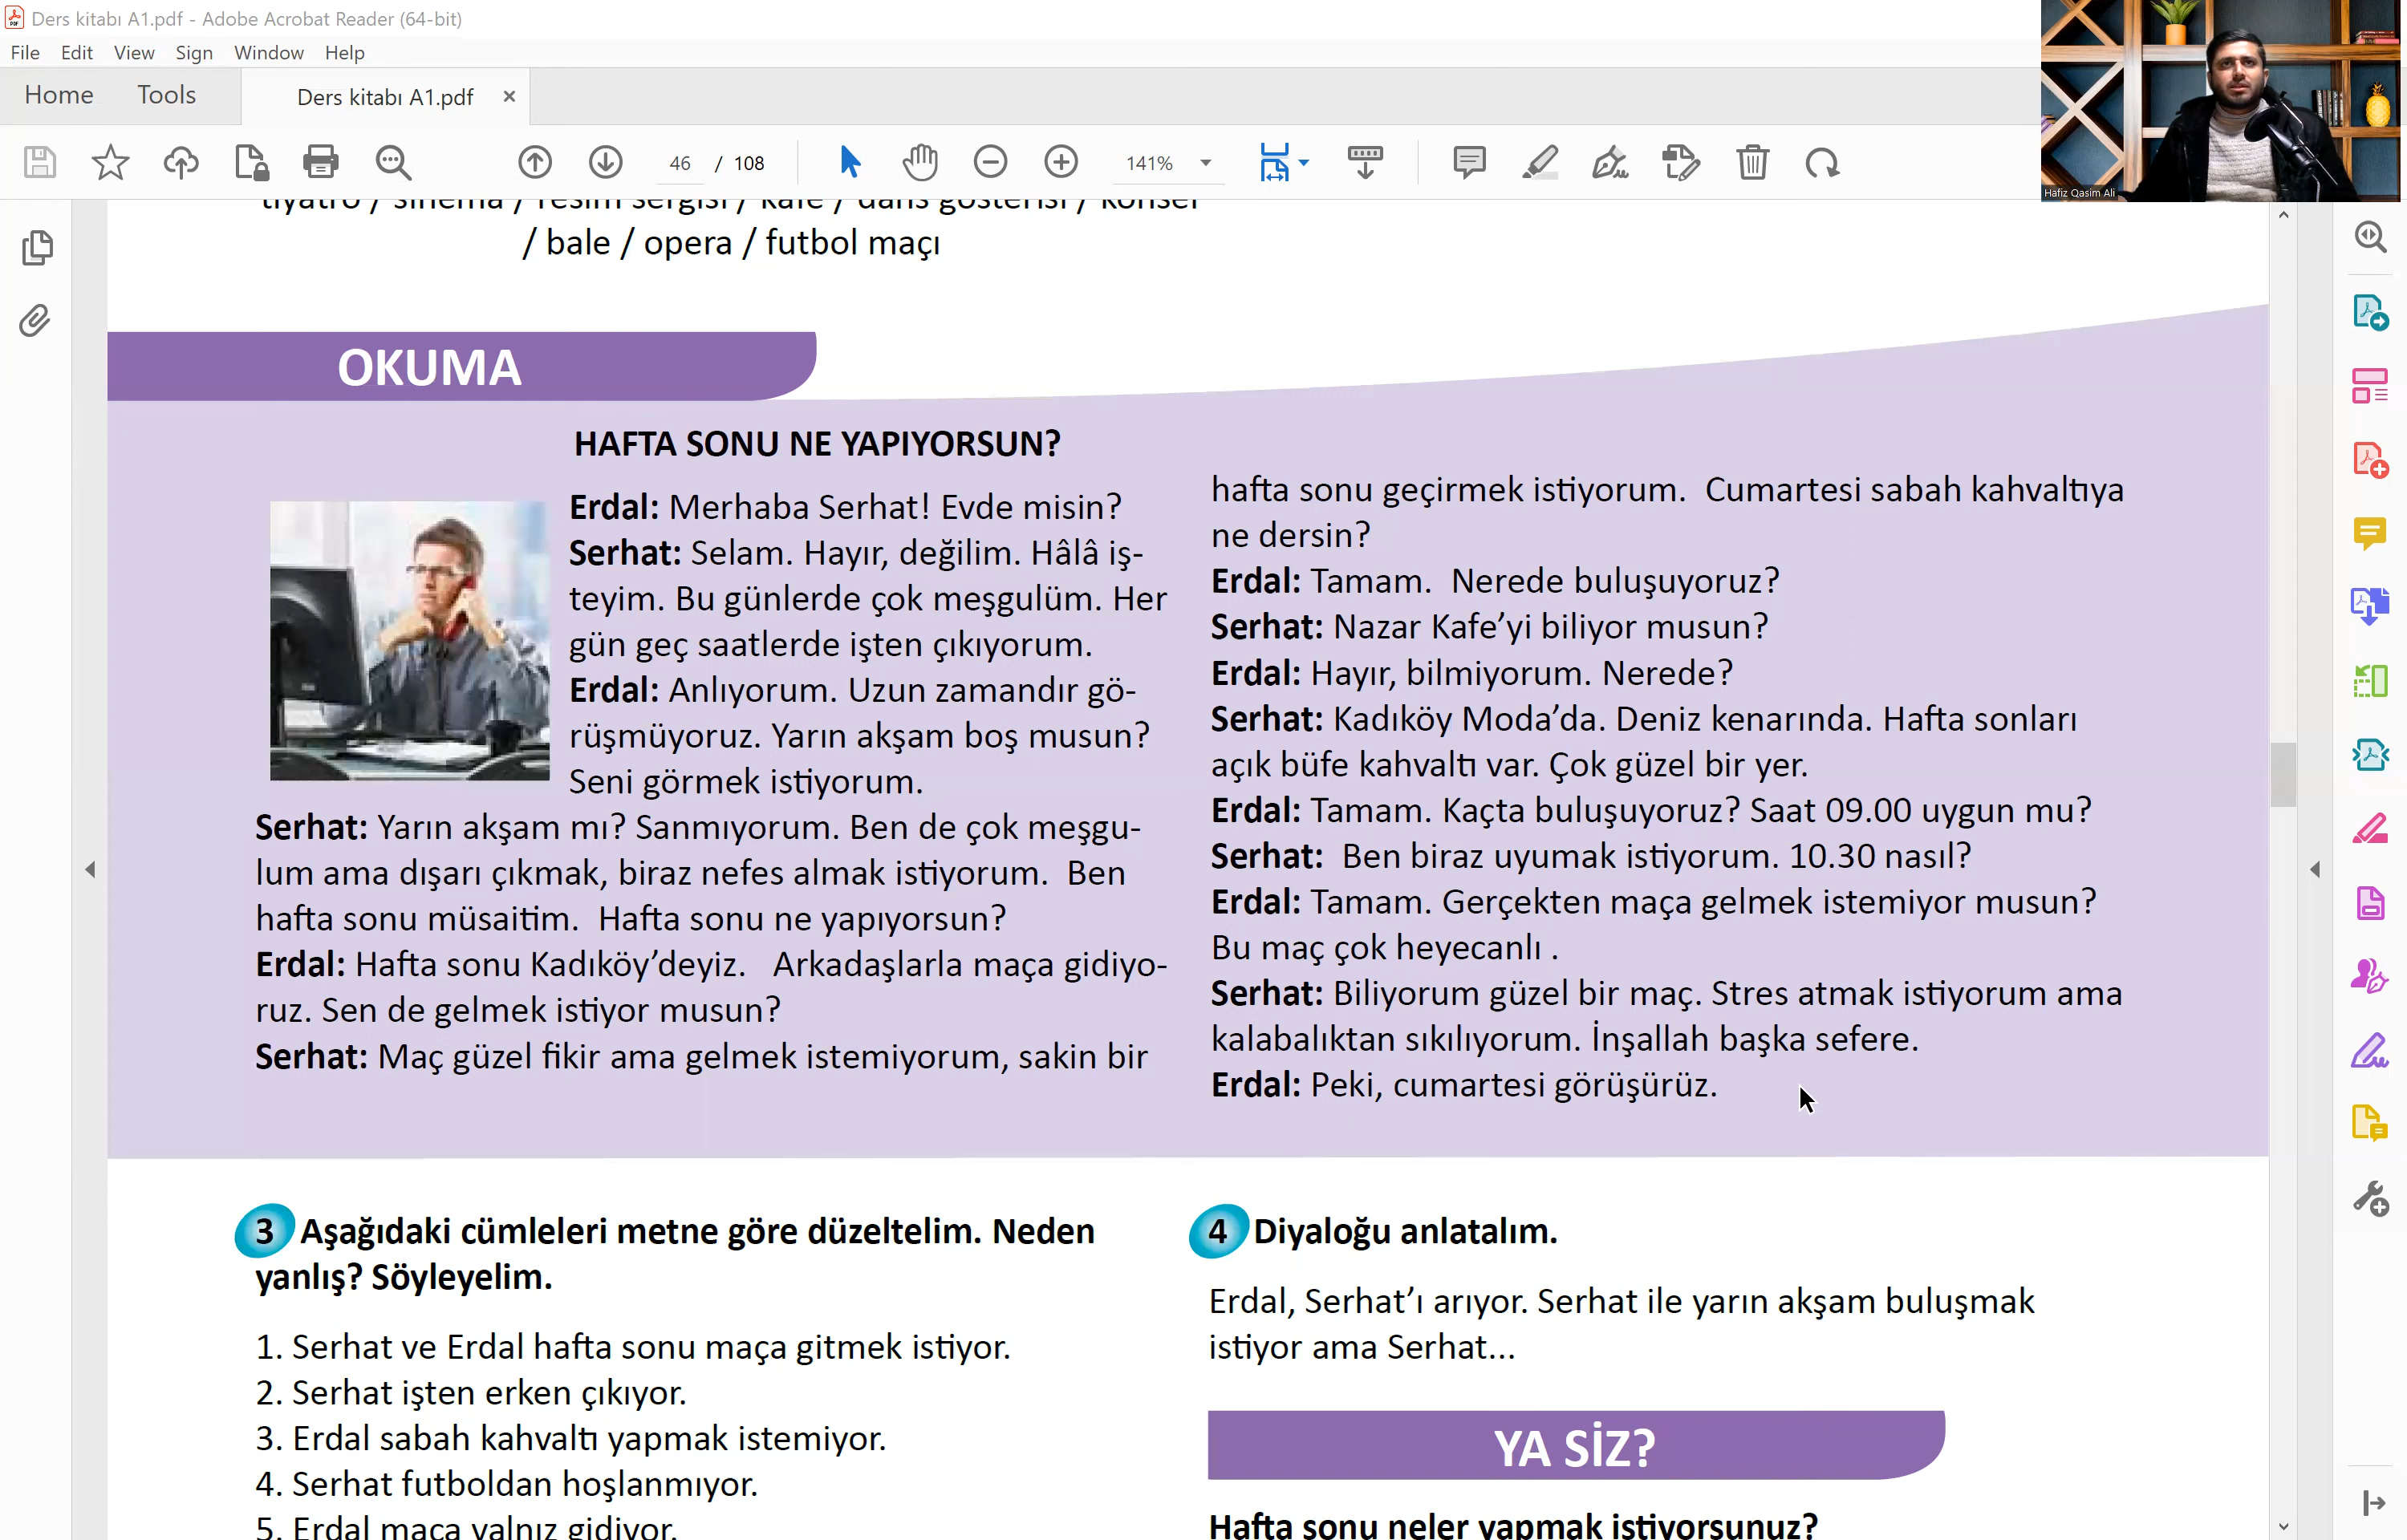 Ders kitabı A1.pdf - Adobe Acrobat Reader (64-bit)
File Edit View Sign Window Help
Home Tools Ders kitabı A1.pdf ×
46 / 108 141%
Hafiz Qasim Ali
tiyatro / sinema / resim sergisi / kafe / dans gösterisi / konser
/ bale / opera / futbol maçı
OKUMA
HAFTA SONU NE YAPIYORSUN?
Erdal: Merhaba Serhat! Evde misin?
Serhat: Selam. Hayır, değilim. Hâlâ iş-
teyim. Bu günlerde çok meşgulüm. Her
gün geç saatlerde işten çıkıyorum.
Erdal: Anlıyorum. Uzun zamandır gö-
rüşmüyoruz. Yarın akşam boş musun?
Seni görmek istiyorum.
Serhat: Yarın akşam mı? Sanmıyorum. Ben de çok meşgu-
lum ama dışarı çıkmak, biraz nefes almak istiyorum. Ben
hafta sonu müsaitim. Hafta sonu ne yapıyorsun?
Erdal: Hafta sonu Kadıköy'deyiz. Arkadaşlarla maça gidiyo-
ruz. Sen de gelmek istiyor musun?
Serhat: Maç güzel fikir ama gelmek istemiyorum, sakin bir
hafta sonu geçirmek istiyorum. Cumartesi sabah kahvaltıya
ne dersin?
Erdal: Tamam. Nerede buluşuyoruz?
Serhat: Nazar Kafe'yi biliyor musun?
Erdal: Hayır, bilmiyorum. Nerede?
Serhat: Kadıköy Moda'da. Deniz kenarında. Hafta sonları
açık büfe kahvaltı var. Çok güzel bir yer.
Erdal: Tamam. Kaçta buluşuyoruz? Saat 09.00 uygun mu?
Serhat: Ben biraz uyumak istiyorum. 10.30 nasıl?
Erdal: Tamam. Gerçekten maça gelmek istemiyor musun?
Bu maç çok heyecanlı .
Serhat: Biliyorum güzel bir maç. Stres atmak istiyorum ama
kalabalıktan sıkılıyorum. İnşallah başka sefere.
Erdal: Peki, cumartesi görüşürüz.
3 Aşağıdaki cümleleri metne göre düzeltelim. Neden
yanlış? Söyleyelim.
1. Serhat ve Erdal hafta sonu maça gitmek istiyor.
2. Serhat işten erken çıkıyor.
3. Erdal sabah kahvaltı yapmak istemiyor.
4. Serhat futboldan hoşlanmıyor.
5. Erdal maça yalnız gidiyor.
4 Diyaloğu anlatalım.
Erdal, Serhat'ı arıyor. Serhat ile yarın akşam buluşmak
istiyor ama Serhat...
YA SİZ?
Hafta sonu neler yapmak istiyorsunuz?